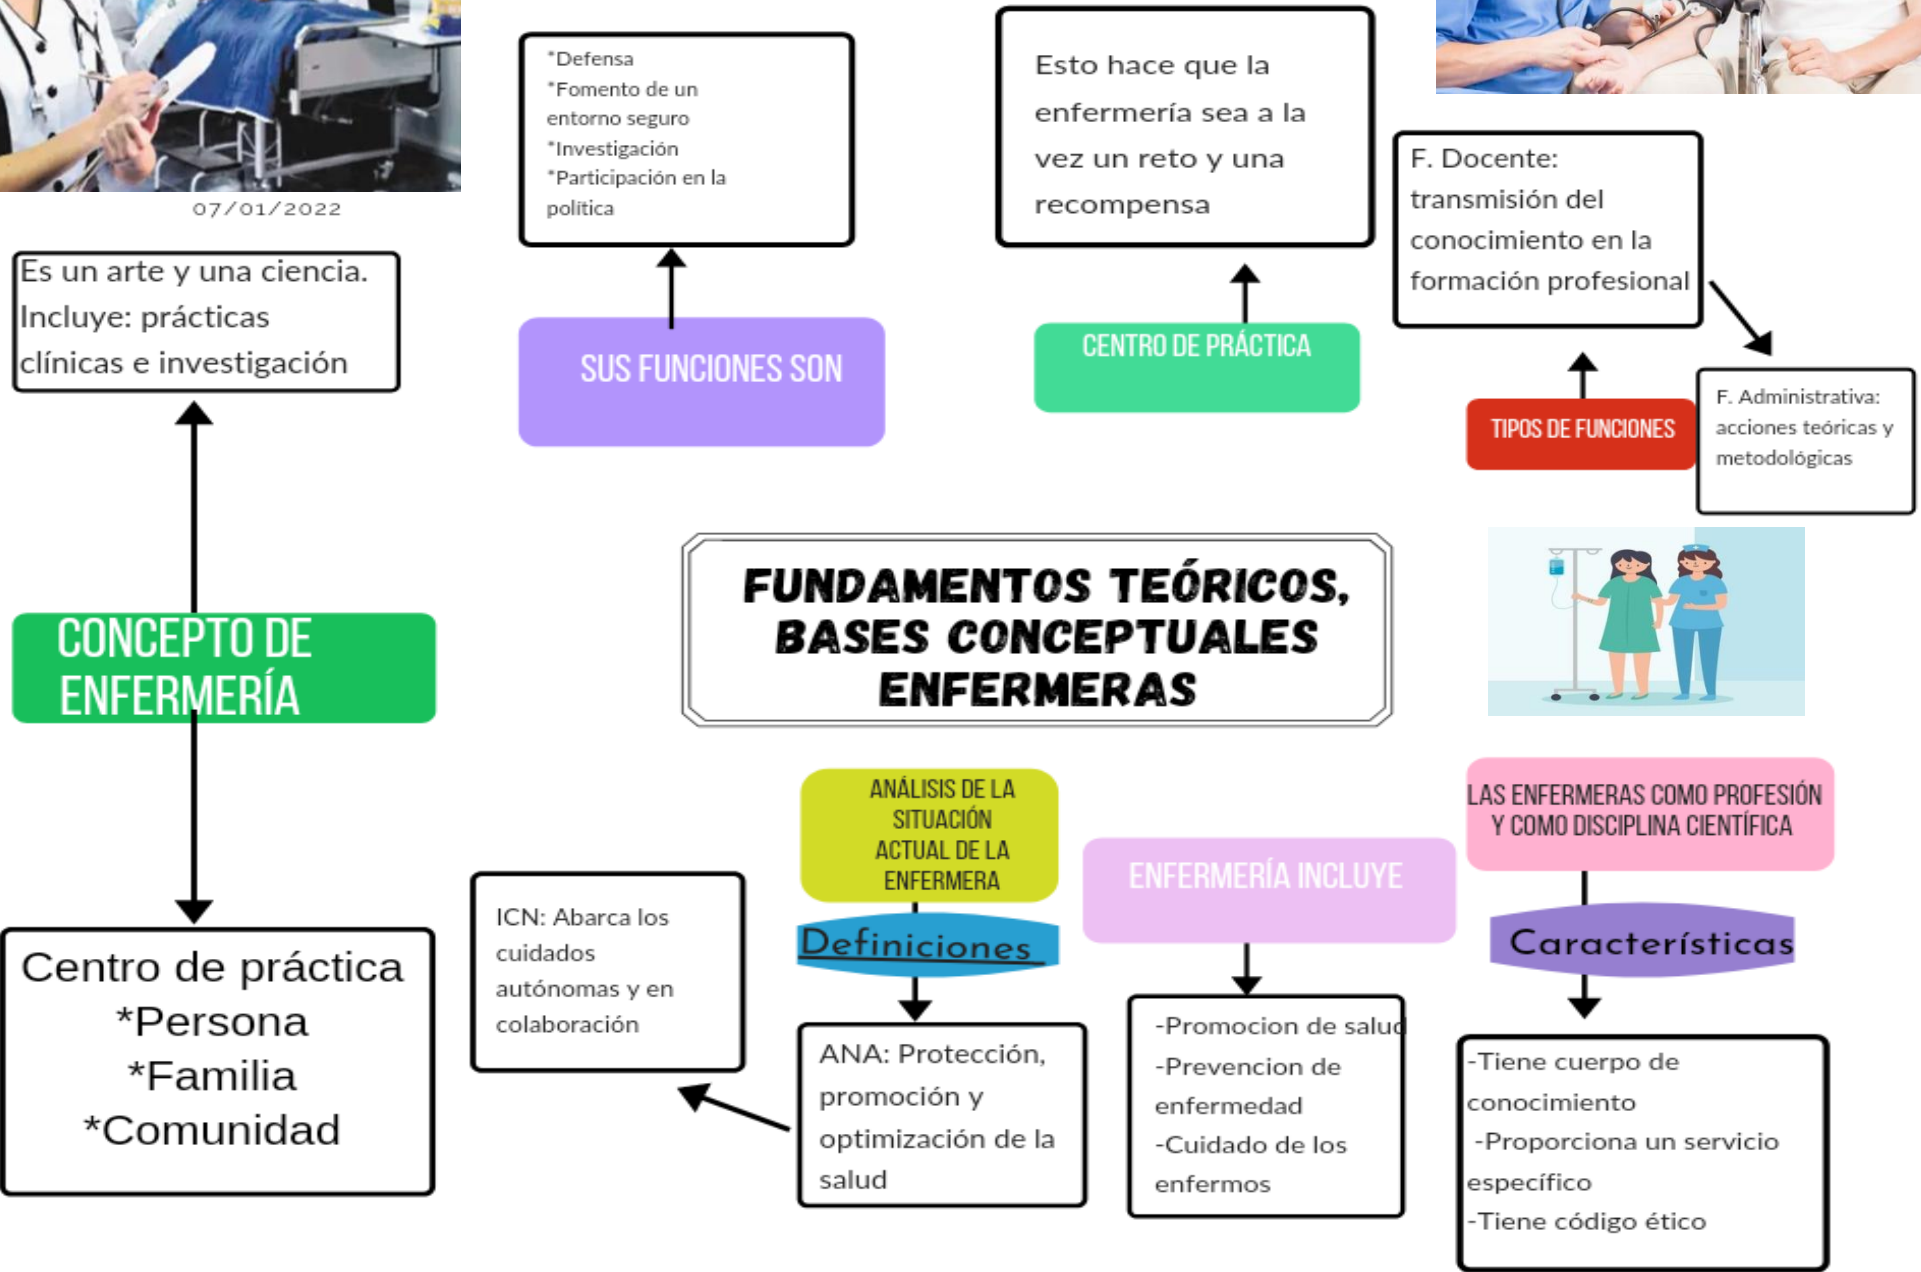 07/01/2022
Es un arte y una ciencia.
Incluye: prácticas
clínicas e investigación
CONCEPTO DE
ENFERMERÍA
Centro de práctica
*Persona
*Familia
*Comunidad
*Defensa
*Fomento de un
entorno seguro
*Investigación
*Participación en la
política
SUS FUNCIONES SON
Esto hace que la
enfermería sea a la
vez un reto y una
recompensa
CENTRO DE PRÁCTICA
F. Docente:
transmisión del
conocimiento en la
formación profesional
TIPOS DE FUNCIONES
F. Administrativa:
acciones teóricas y
metodológicas
FUNDAMENTOS TEÓRICOS,
BASES CONCEPTUALES
ENFERMERAS
ANÁLISIS DE LA
SITUACIÓN
ACTUAL DE LA
ENFERMERA
Definiciones
ICN: Abarca los
cuidados
autónomas y en
colaboración
ANA: Protección,
promoción y
optimización de la
salud
ENFERMERÍA INCLUYE
-Promocion de salud
-Prevencion de
enfermedad
-Cuidado de los
enfermos
LAS ENFERMERAS COMO PROFESIÓN
Y COMO DISCIPLINA CIENTÍFICA
Características
-Tiene cuerpo de
conocimiento
-Proporciona un servicio
específico
-Tiene código ético